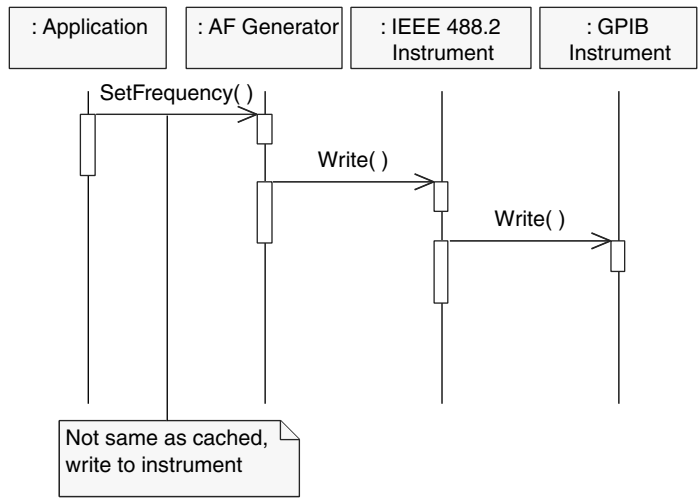 : Application
: AF Generator
: IEEE 488.2
Instrument
: GPIB
Instrument
SetFrequency( )
Write( )
Write( )
Not same as cached,
write to instrument